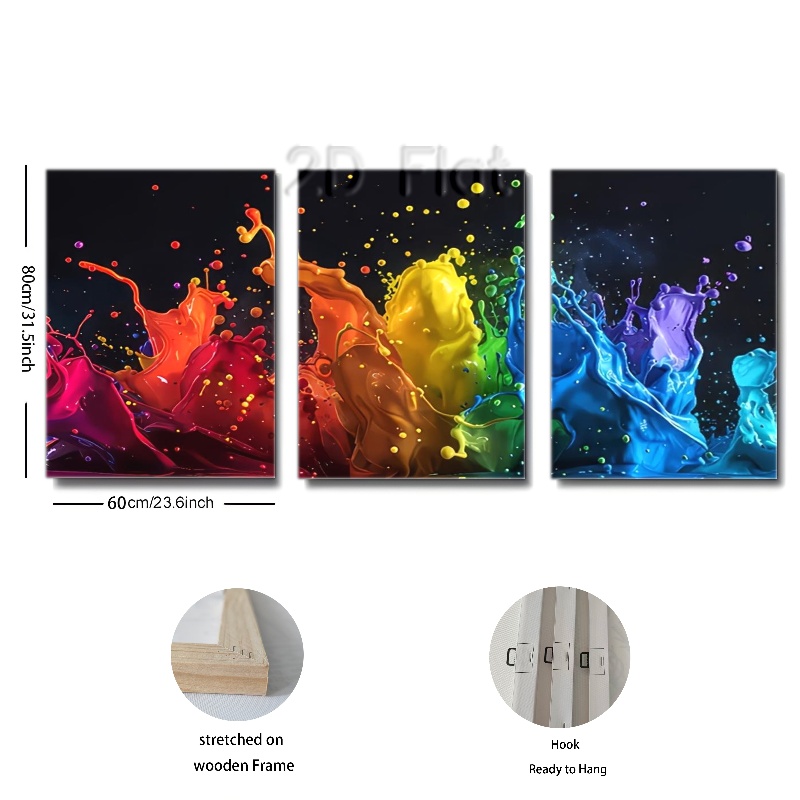 2D Flat
80cm/31.5inch
60cm/23.6inch
stretched on
wooden Frame
Hook
Ready to Hang